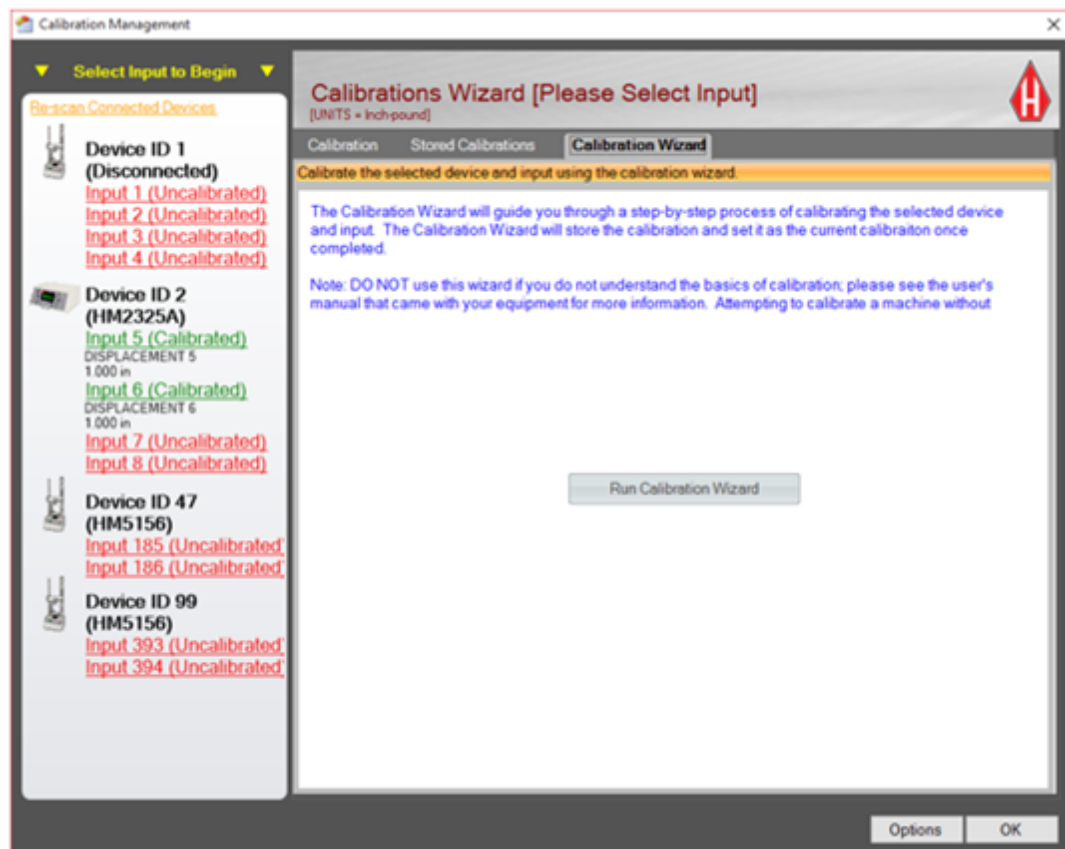 Calibration Management
Select Input to Begin
Re-scan Connected Devices
Device ID 1
(Disconnected)
Input 1 (Uncalibrated)
Input 2 (Uncalibrated)
Input 3 (Uncalibrated)
Input 4 (Uncalibrated)
Device ID 2
(HM2325A)
Input 5 (Calibrated)
DISPLACEMENT 5
1.000 in
Input 6 (Calibrated)
DISPLACEMENT 6
1.000 in
Input 7 (Uncalibrated)
Input 8 (Uncalibrated)
Device ID 47
(HM5156)
Input 185 (Uncalibrated
Input 186 (Uncalibrated
Device ID 99
(HM5156)
Input 393 (Uncalibrated
Input 394 (Uncalibrated
Calibrations Wizard [Please Select Input]
[UNITS = Inch-pound]
H
Calibration Stored Calibrations Calibration Wizard
Calibrate the selected device and input using the calibration wizard.
The Calibration Wizard will guide you through a step-by-step process of calibrating the selected device
and input. The Calibration Wizard will store the calibration and set it as the current calibraiton once
completed.
Note: DO NOT use this wizard if you do not understand the basics of calibration; please see the user's
manual that came with your equipment for more information. Attempting to calibrate a machine without
Run Calibration Wizard
Options OK